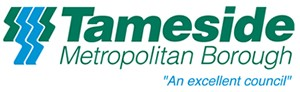 Tameside
Metropolitan Borough
"An excellent council"